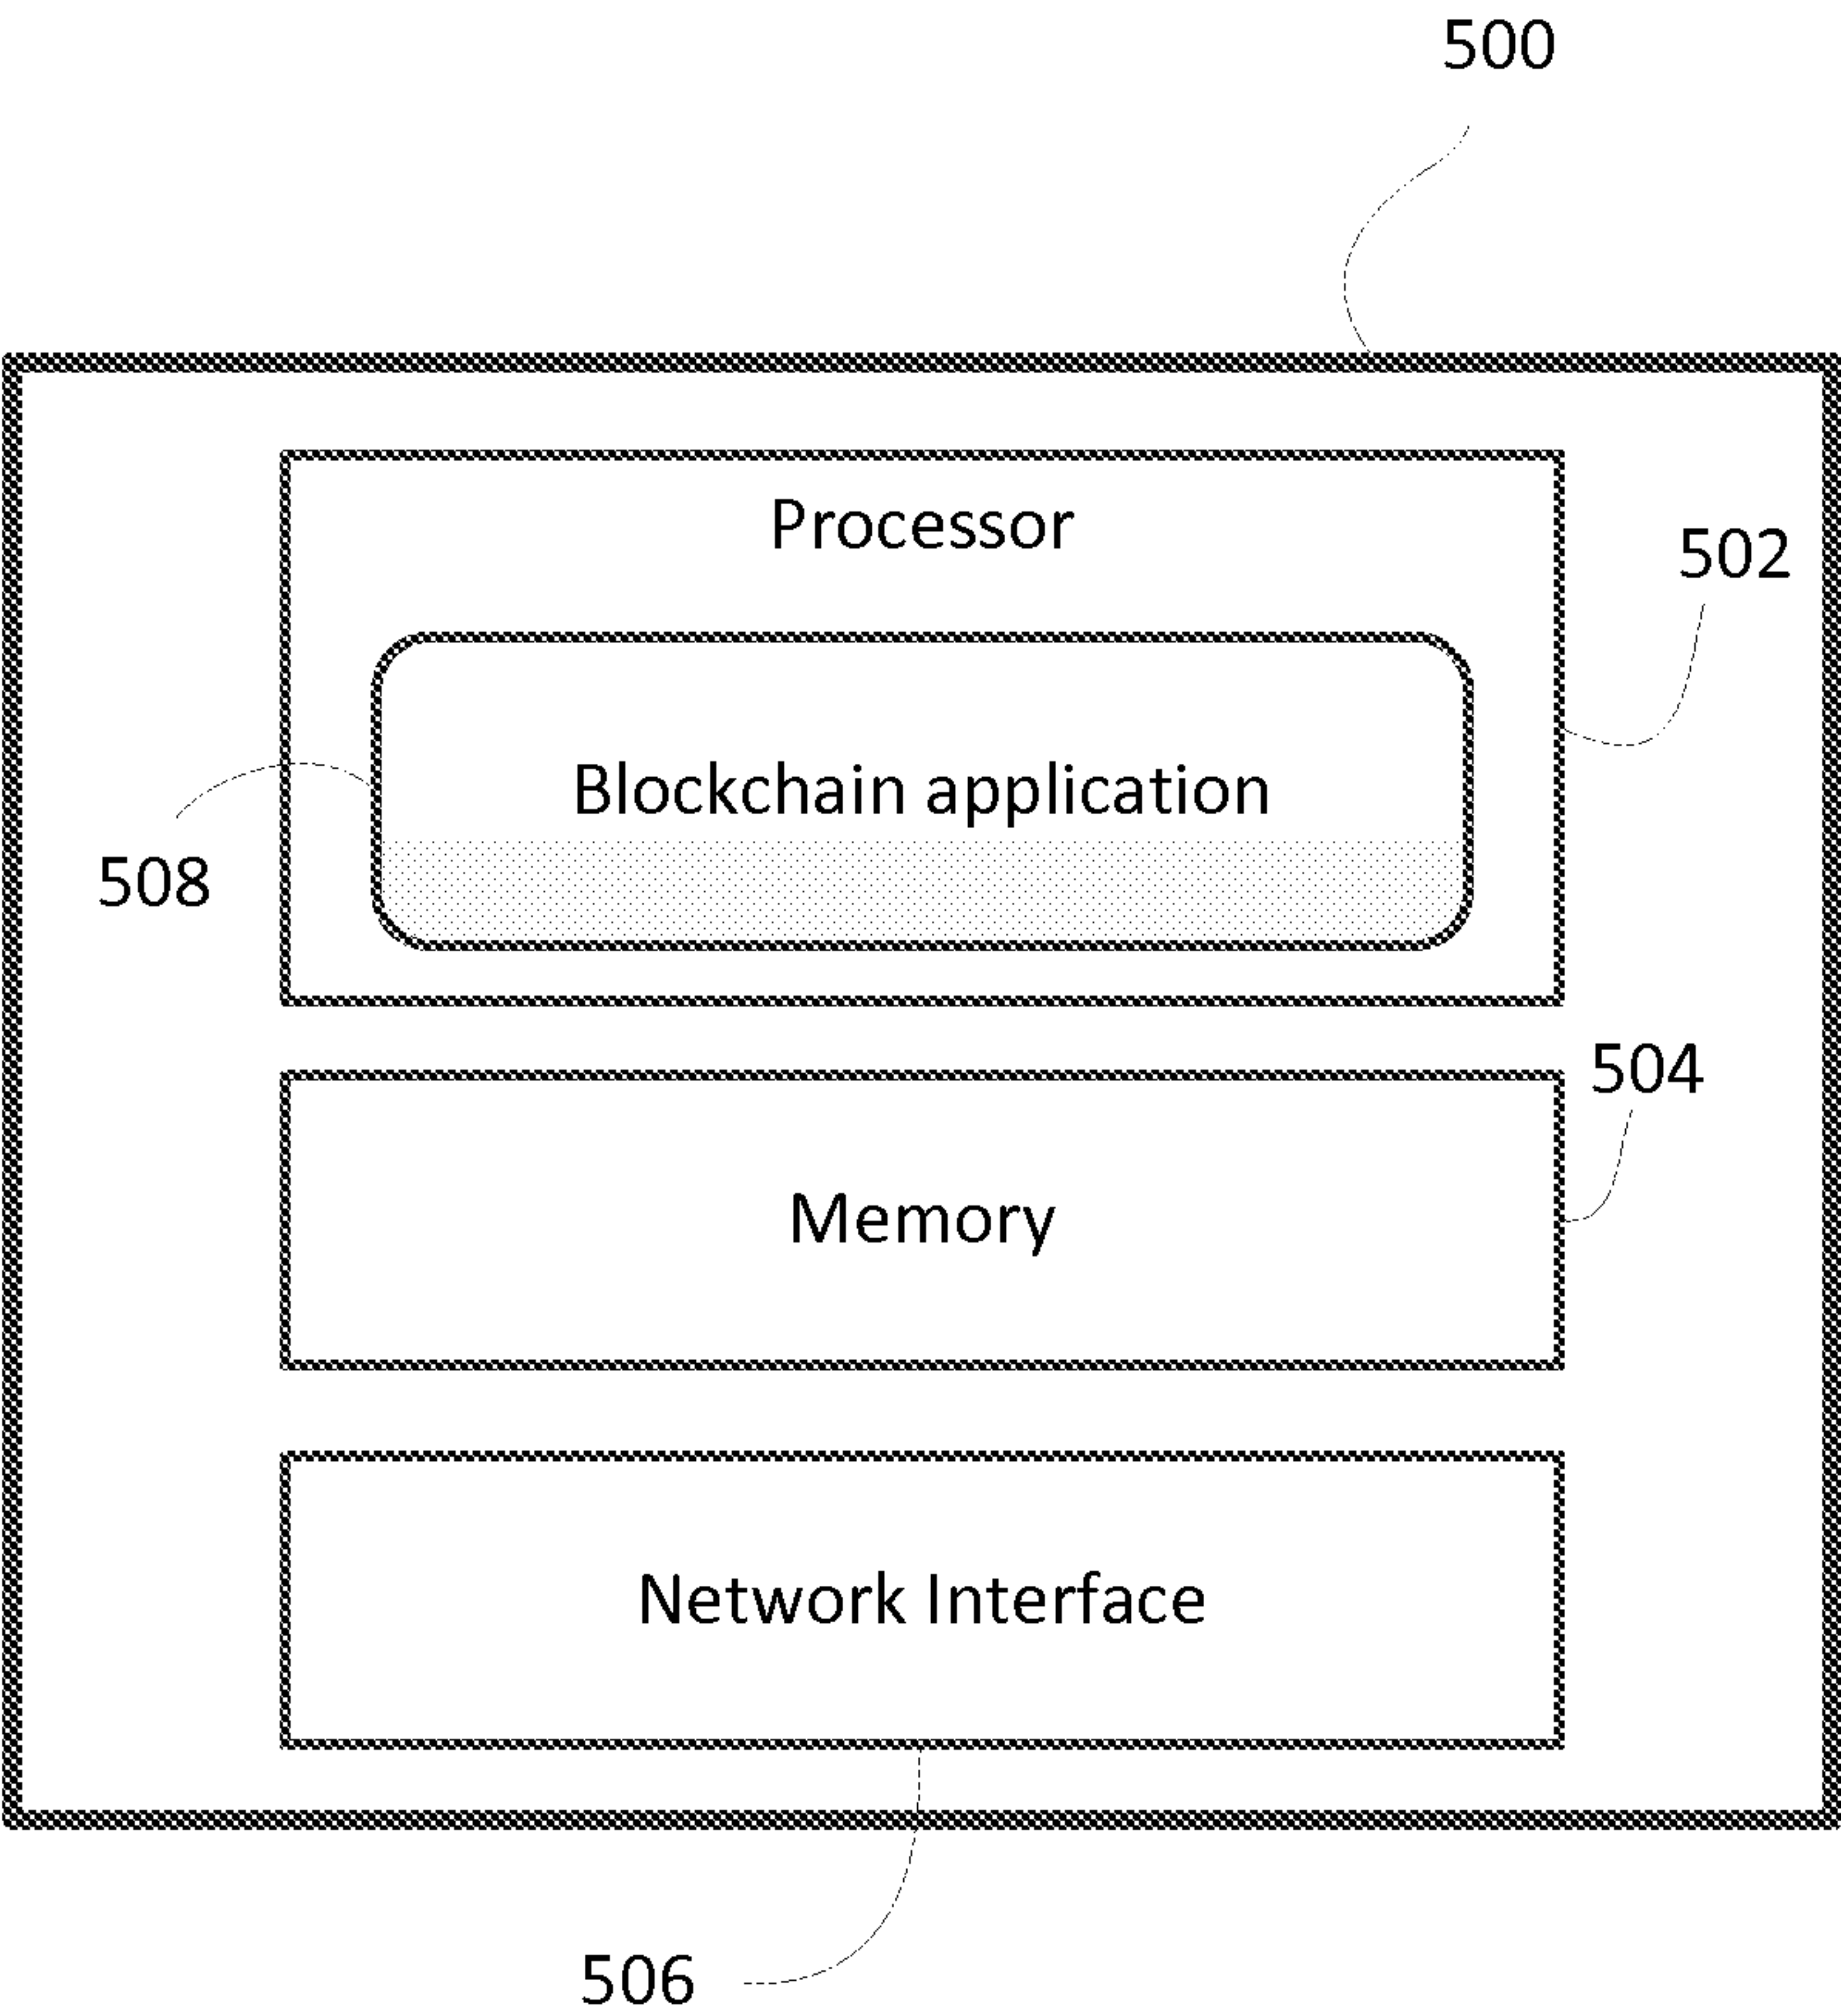 500
Processor
502
Blockchain application
508
504
Memory
Network Interface
506